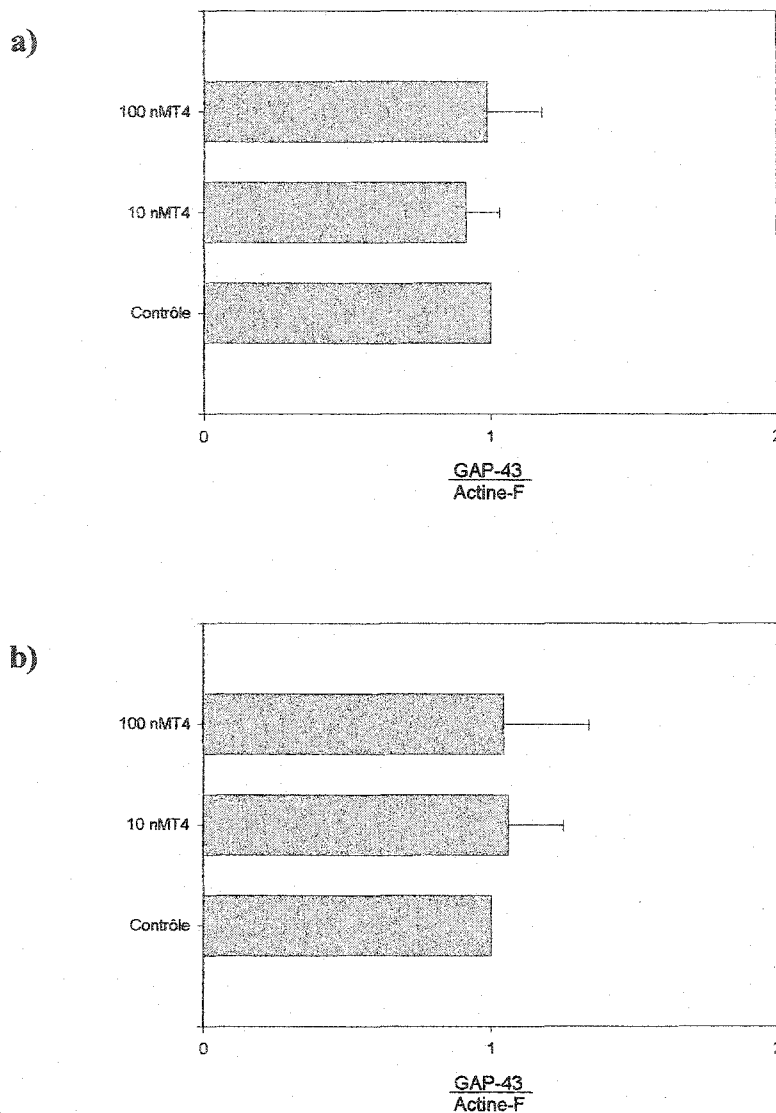 a)
100 nMT4
10 nMT4
Contrôle
0 1 2
GAP-43
Actine-F
b)
100 nMT4
10 nMT4
Contrôle
0 1 2
GAP-43
Actine-F